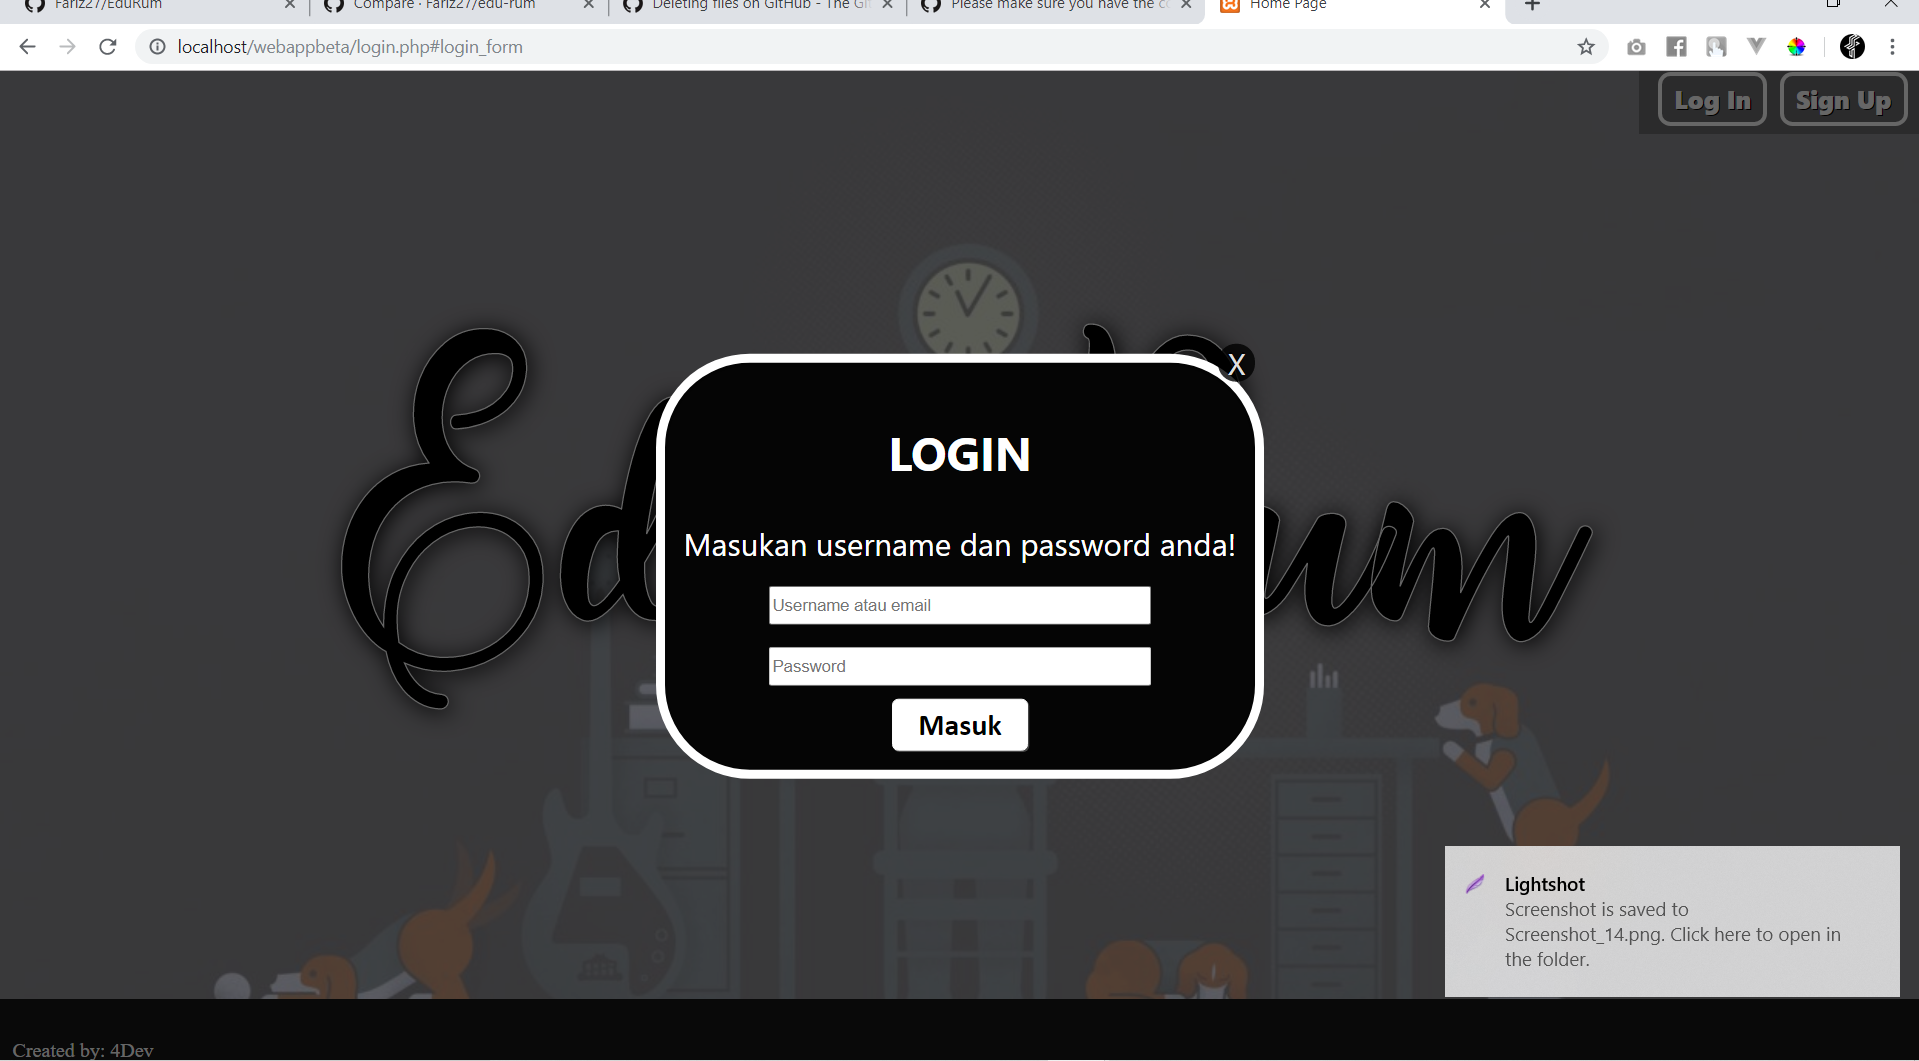 Fariz27/EduRum
Compare · Fariz27/edu-rum
Deleting files on GitHub - The Git
Please make sure you have the co
Home Page
localhost/webappbeta/login.php#login_form
Log In
Sign Up
X
LOGIN
Masukan username dan password anda!
Username atau email
Password
Masuk
Lightshot
Screenshot is saved to
Screenshot_14.png. Click here to open in
the folder.
Created by: 4Dev